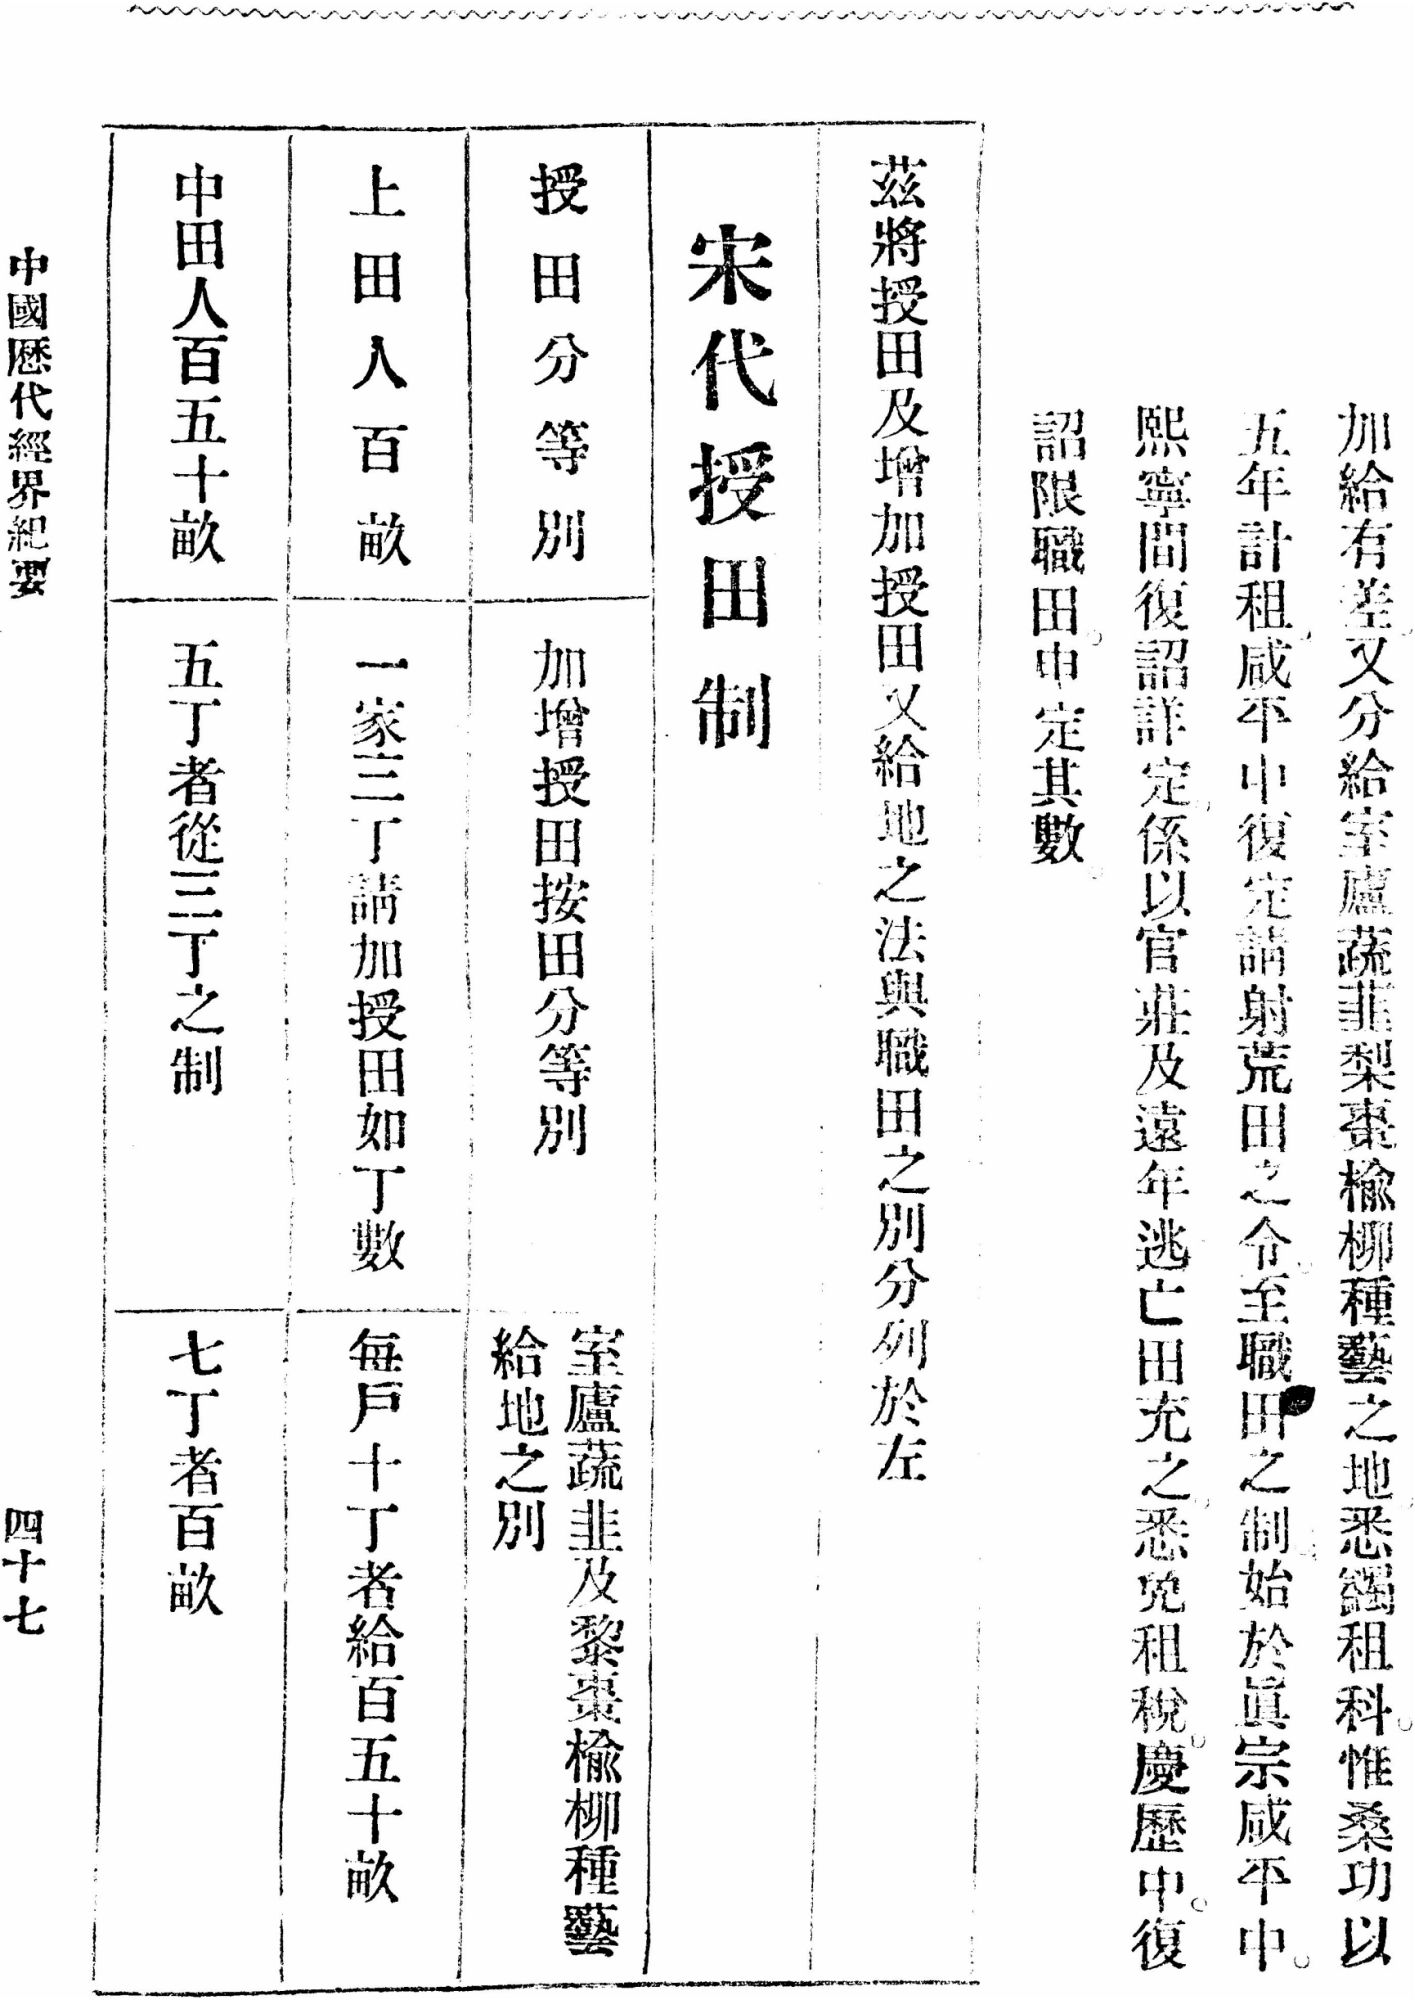 加給有差。又分給室廬蔬韭梨棗榆柳種藝之地。悉蠲租科。惟桑功以
五年計租。咸平中復定請射荒田之令。至職田之制。始於眞宗咸平中。
熙寧間復詔詳定。係以官莊及遠年逃亡田充之。悉免租稅。慶歷中。復
詔限職田。申定其數。
茲將授田及增加授田又給地之法與職田之別分列於左
宋代授田制
授田分等別
加增授田按田分等別
室廬蔬韭及黎棗榆柳種藝
給地之別
上田人百畝
一家三丁請加授田如丁數
每戶十丁者給百五十畝
中田人百五十畝
五丁者從三丁之制
七丁者百畝
中國歷代經界紀要
四十七